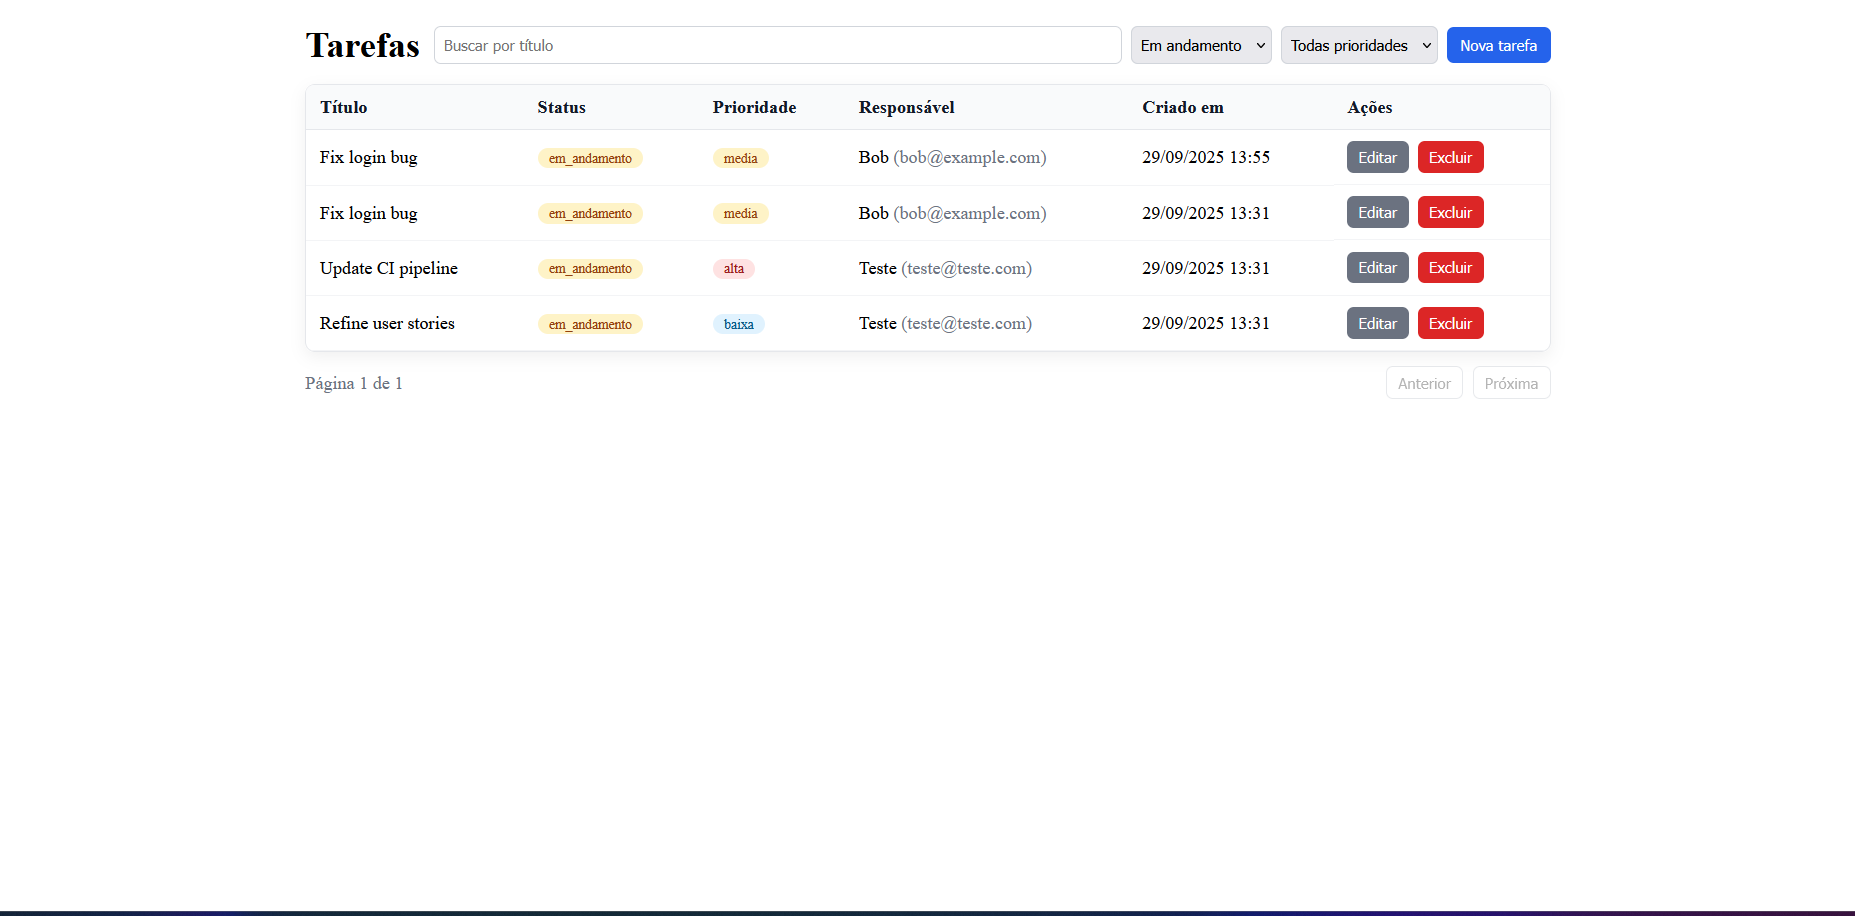 Tarefas Buscar por título Em andamento Todas prioridades Nova tarefa
Título Status Prioridade Responsável Criado em Ações
Fix login bug em_andamento media Bob (bob@example.com) 29/09/2025 13:55 Editar Excluir
Fix login bug em_andamento media Bob (bob@example.com) 29/09/2025 13:31 Editar Excluir
Update CI pipeline em_andamento alta Teste (teste@teste.com) 29/09/2025 13:31 Editar Excluir
Refine user stories em_andamento baixa Teste (teste@teste.com) 29/09/2025 13:31 Editar Excluir
Página 1 de 1 Anterior Próxima